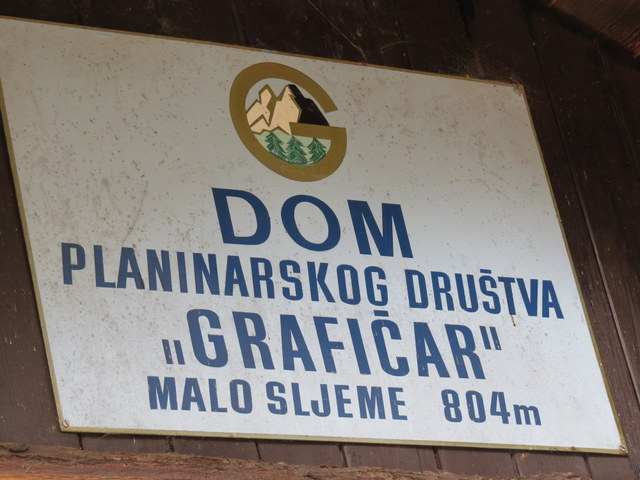 DOM
PLANINARSKOG DRUŠTVA
„GRAFIČAR"
MALO SLJEME 804m